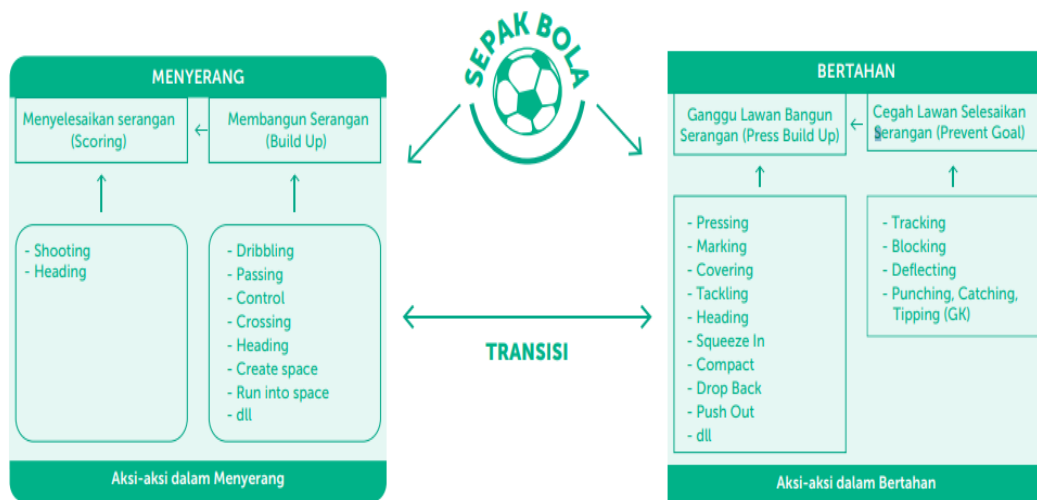 SEPAK BOLA
MENYERANG
Menyelesaikan serangan
(Scoring)
Membangun Serangan
(Build Up)
- Shooting
- Heading
- Dribbling
- Passing
- Control
- Crossing
- Heading
- Create space
- Run into space
- dll
Aksi-aksi dalam Menyerang
TRANSISI
BERTAHAN
Ganggu Lawan Bangun
Serangan (Press Build Up)
Cegah Lawan Selesaikan
Serangan (Prevent Goal)
- Pressing
- Marking
- Covering
- Tackling
- Heading
- Squeeze In
- Compact
- Drop Back
- Push Out
- dll
- Tracking
- Blocking
- Deflecting
- Punching, Catching,
Tipping (GK)
Aksi-aksi dalam Bertahan